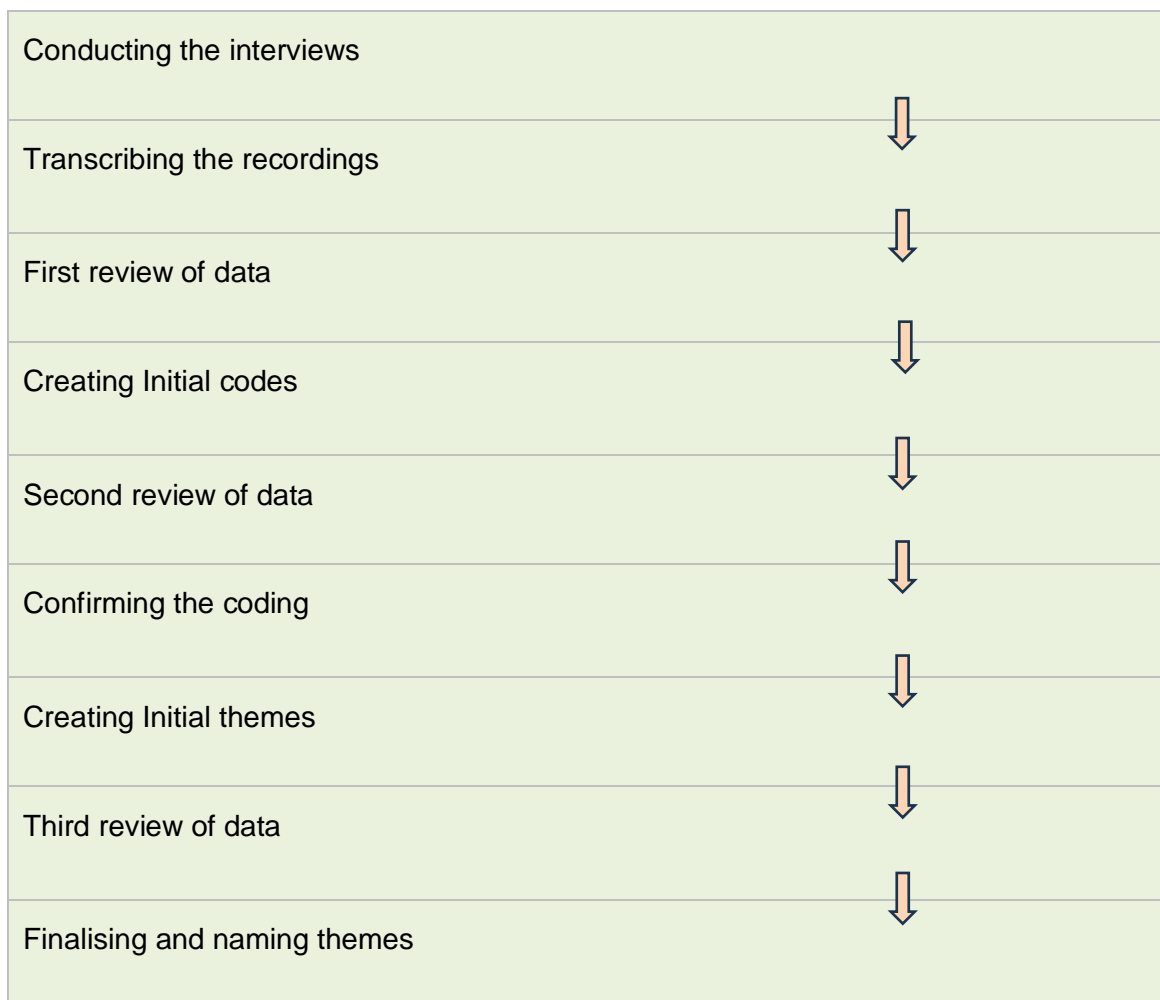 Conducting the interviews
Transcribing the recordings
First review of data
Creating Initial codes
Second review of data
Confirming the coding
Creating Initial themes
Third review of data
Finalising and naming themes